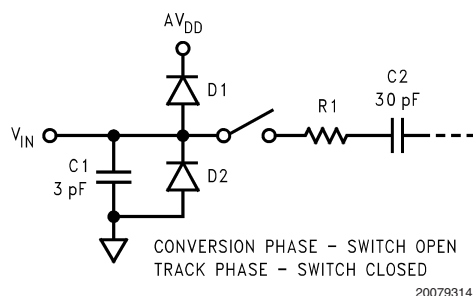 AVDD
D1
C2
30 pF
R1
VIN
C1
3 pF
D2
CONVERSION PHASE – SWITCH OPEN
TRACK PHASE – SWITCH CLOSED
20079314